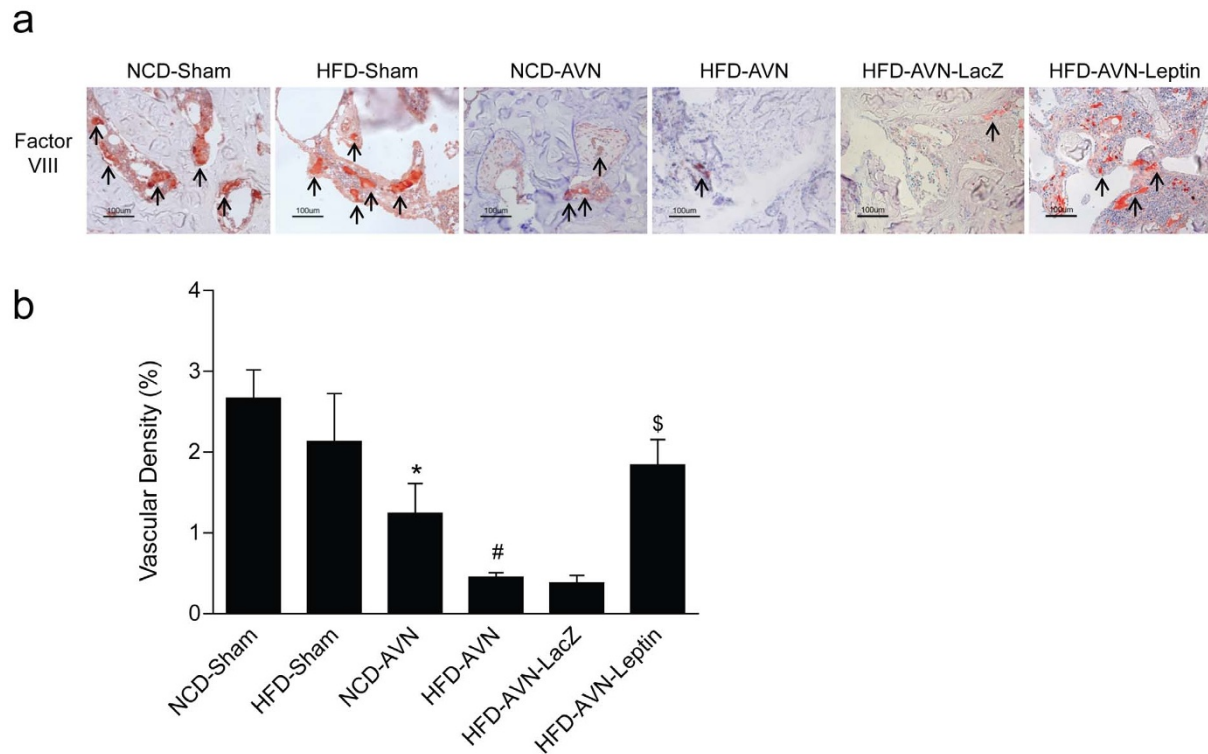 a
NCD-Sham HFD-Sham NCD-AVN HFD-AVN HFD-AVN-LacZ HFD-AVN-Leptin
Factor
VIII
100um 100um 100um 100um 100um 100um
b
Vascular Density (%)
4
3
2
1
0
* # $
NCD-Sham HFD-Sham NCD-AVN HFD-AVN HFD-AVN-LacZ HFD-AVN-Leptin